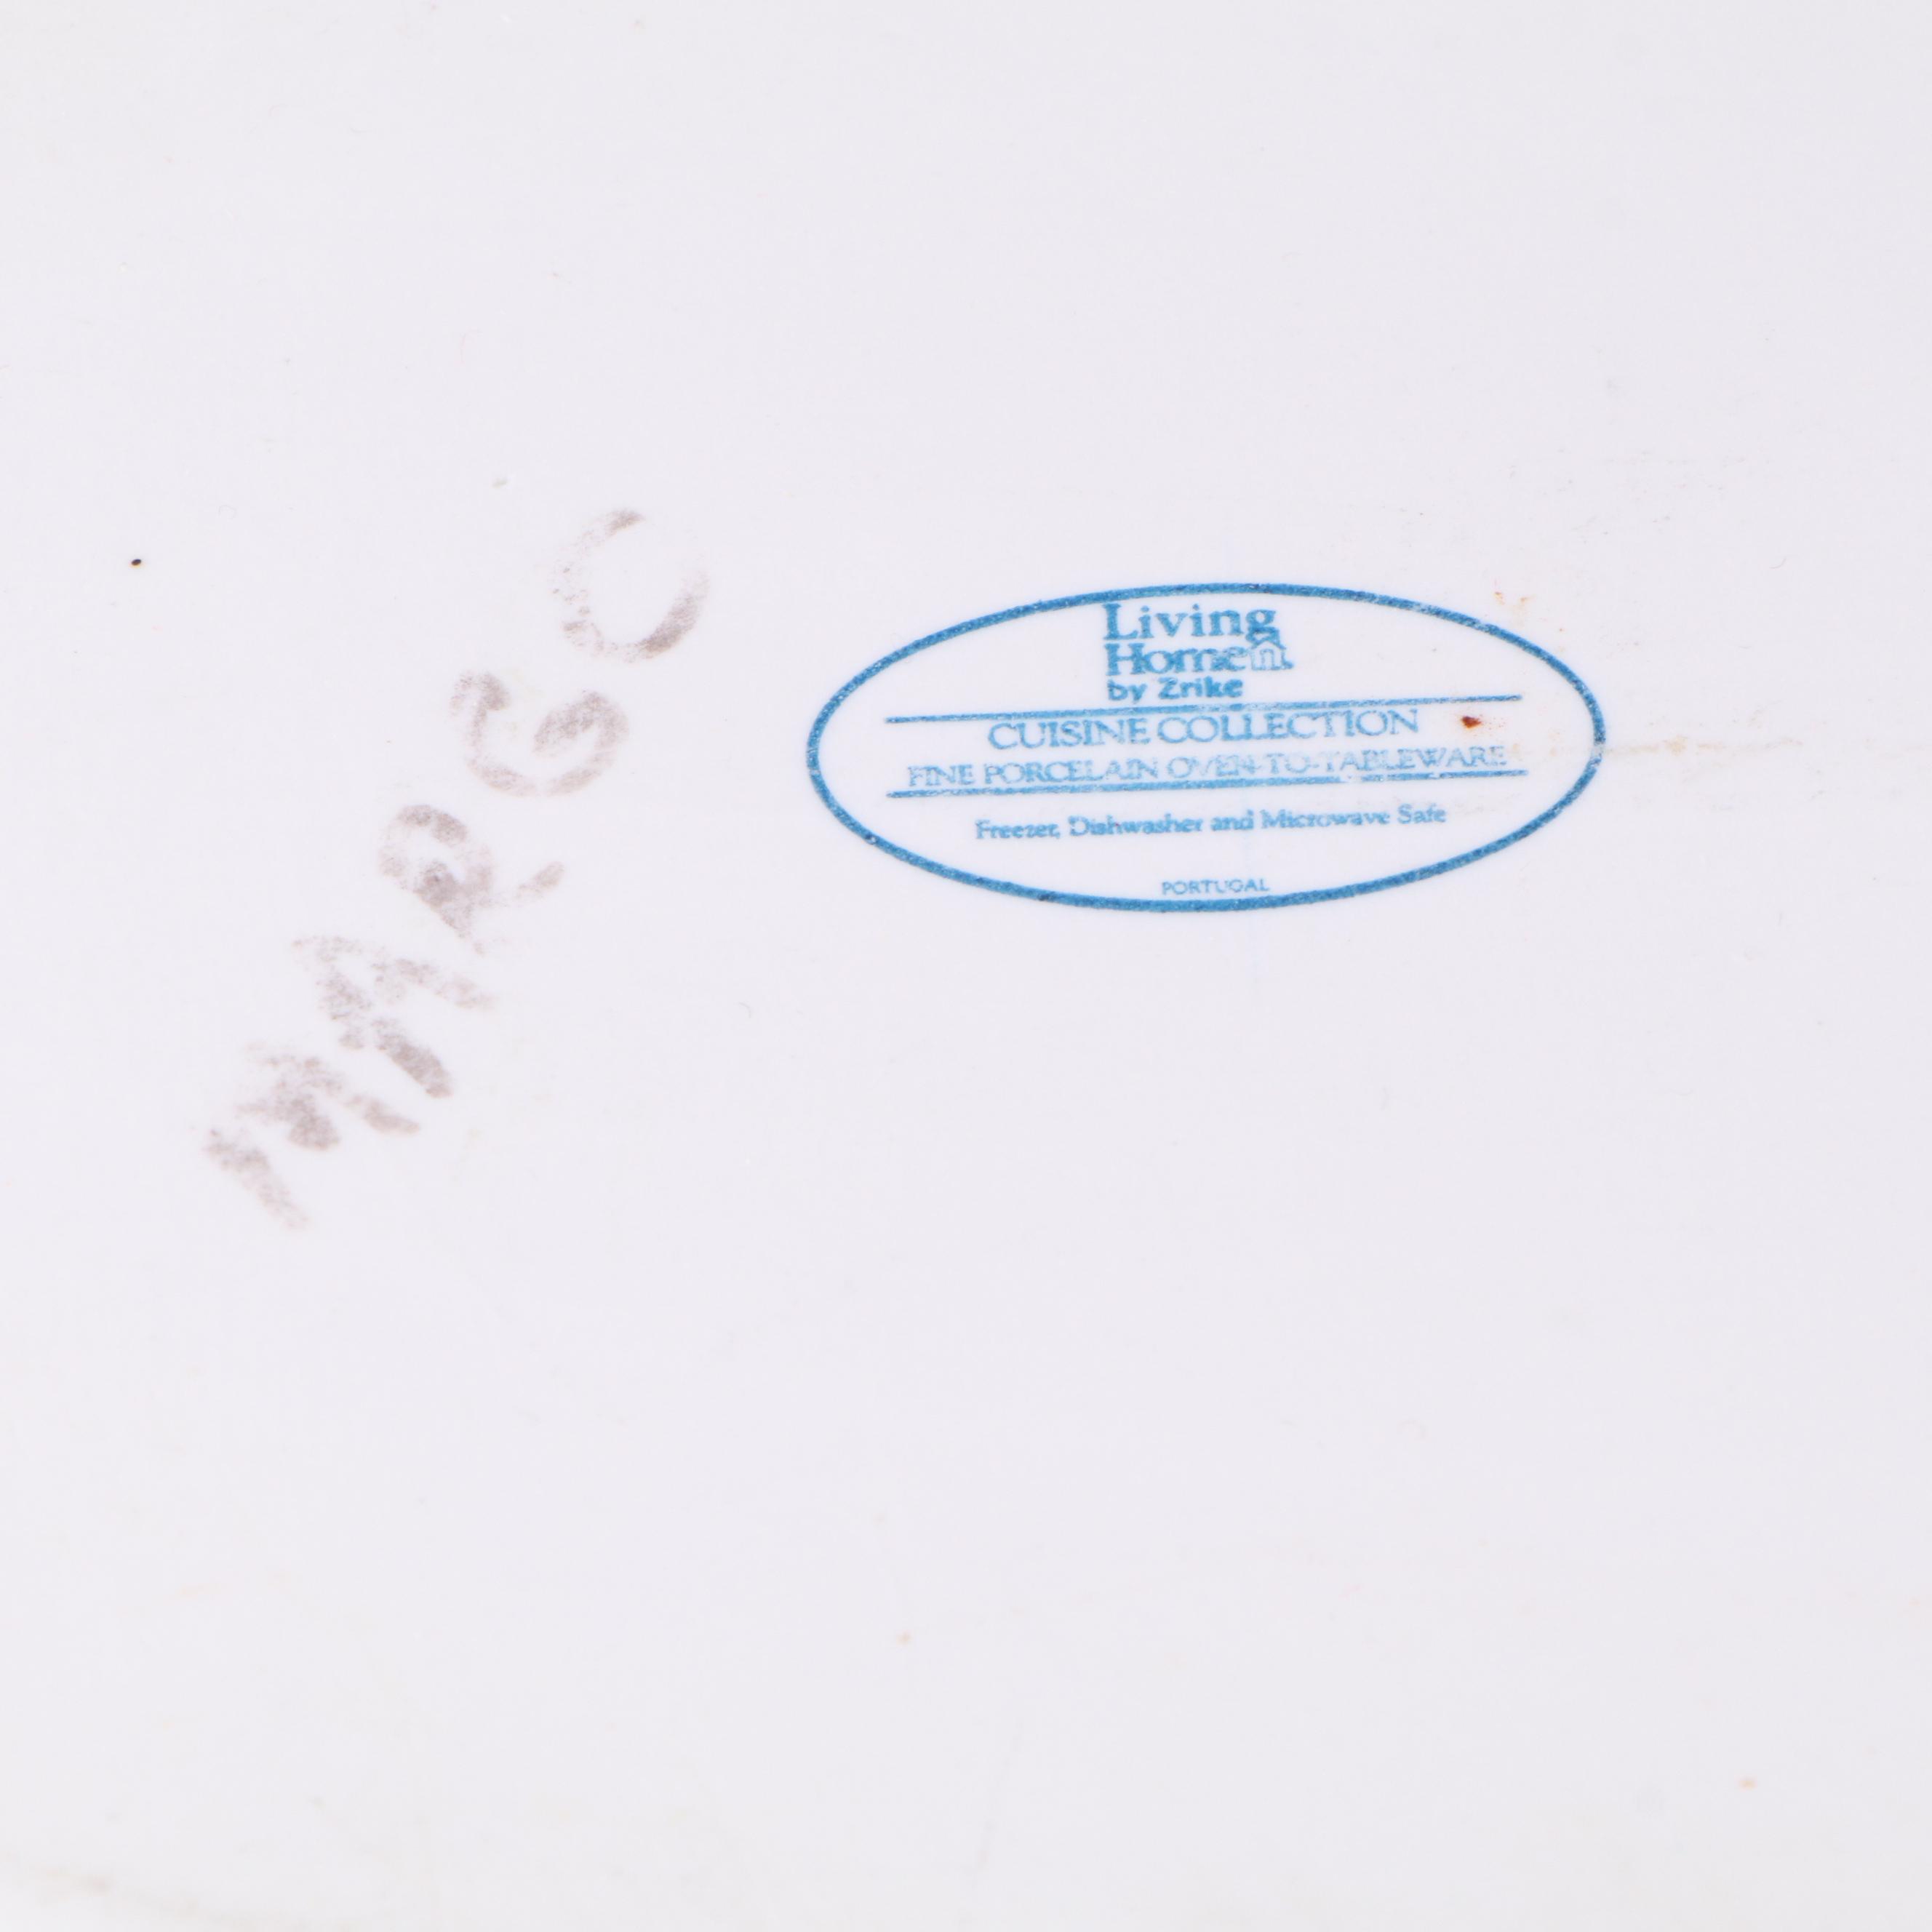 MARGO
Living
Home
by Zrike
CUISINE COLLECTION
FINE PORCELAIN OVEN-TO-TABLEWARE
Freezer, Dishwasher and Microwave Safe
PORTUGAL